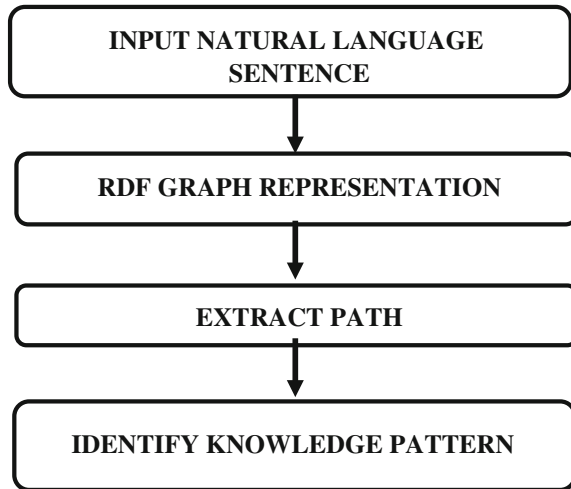 INPUT NATURAL LANGUAGE
SENTENCE
RDF GRAPH REPRESENTATION
EXTRACT PATH
IDENTIFY KNOWLEDGE PATTERN